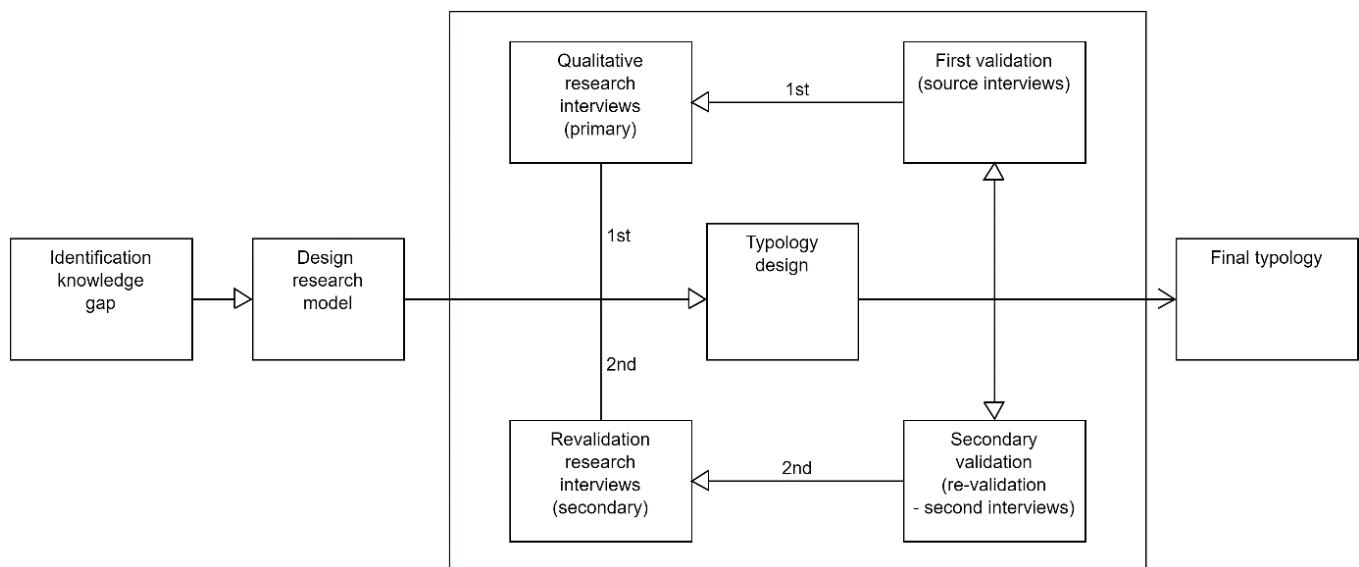 Qualitative
research
interviews
(primary)
1st
First validation
(source interviews)
1st
Identification
knowledge
gap
Design
research
model
Typology
design
Final typology
2nd
Revalidation
research
interviews
(secondary)
2nd
Secondary
validation
(re-validation
- second interviews)